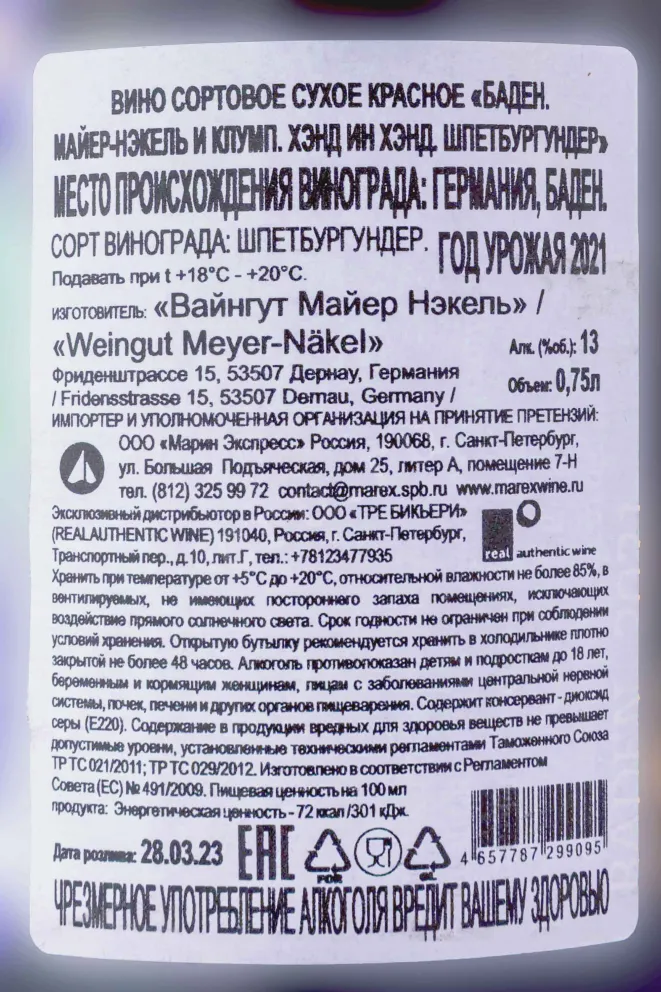 ВИНО СОРТОВОЕ СУХОЕ КРАСНОЕ «БАДЕН.
МАЙЕР-НЭКЕЛЬ И КЛУМП. ХЭНД ИН ХЭНД. ШПЕТБУРГУНДЕР»
МЕСТО ПРОИСХОЖДЕНИЯ ВИНОГРАДА: ГЕРМАНИЯ, БАДЕН.
СОРТ ВИНОГРАДА: ШПЕТБУРГУНДЕР. ГОД УРОЖАЯ 2021
Подавать при t +18°C - +20°C.
ИЗГОТОВИТЕЛЬ: «Вайнгут Майер Нэкель» /
«Weingut Meyer-Näkel» Алк. (%об.): 13
Фриденштрассе 15, 53507 Дернау, Германия
/ Fridensstrasse 15, 53507 Dernau, Germany / Объем: 0,75л
ИМПОРТЕР И УПОЛНОМОЧЕННАЯ ОРГАНИЗАЦИЯ НА ПРИНЯТИЕ ПРЕТЕНЗИЙ:
ООО «Марин Экспресс» Россия, 190068, г. Санкт-Петербург,
ул. Большая Подъяческая, дом 25, литер А, помещение 7-Н
тел. (812) 325 99 72 contact@marex.spb.ru www.marexwine.ru
Эксклюзивный дистрибьютор в России: ООО «ТРЕ БИКЬЕРИ»
(REALAUTHENTIC WINE) 191040, Россия, г. Санкт-Петербург,
Транспортный пер., д.10, лит.Г, тел.: +78123477935
real authentic wine
Хранить при температуре от +5°C до +20°C, относительной влажности не более 85%, в
вентилируемых, не имеющих постороннего запаха помещениях, исключающих
воздействие прямого солнечного света. Срок годности не ограничен при соблюдении
условий хранения. Открытую бутылку рекомендуется хранить в холодильнике плотно
закрытой не более 48 часов. Алкоголь противопоказан детям и подросткам до 18 лет,
беременным и кормящим женщинам, лицам с заболеваниями центральной нервной
системы, почек, печени и других органов пищеварения. Содержит консервант - диоксид
серы (Е220). Содержание в продукции вредных для здоровья веществ не превышает
допустимые уровни, установленные техническими регламентами Таможенного Союза
ТР ТС 021/2011; ТР ТС 029/2012. Изготовлено в соответствии с Регламентом
Совета (ЕС) № 491/2009. Пищевая ценность на 100 мл
продукта: Энергетическая ценность - 72 ккал /301 кДж.
Дата розлива: 28.03.23 ЕАС FOR GL 4 657787 299095
ЧРЕЗМЕРНОЕ УПОТРЕБЛЕНИЕ АЛКОГОЛЯ ВРЕДИТ ВАШЕМУ ЗДОРОВЬЮ